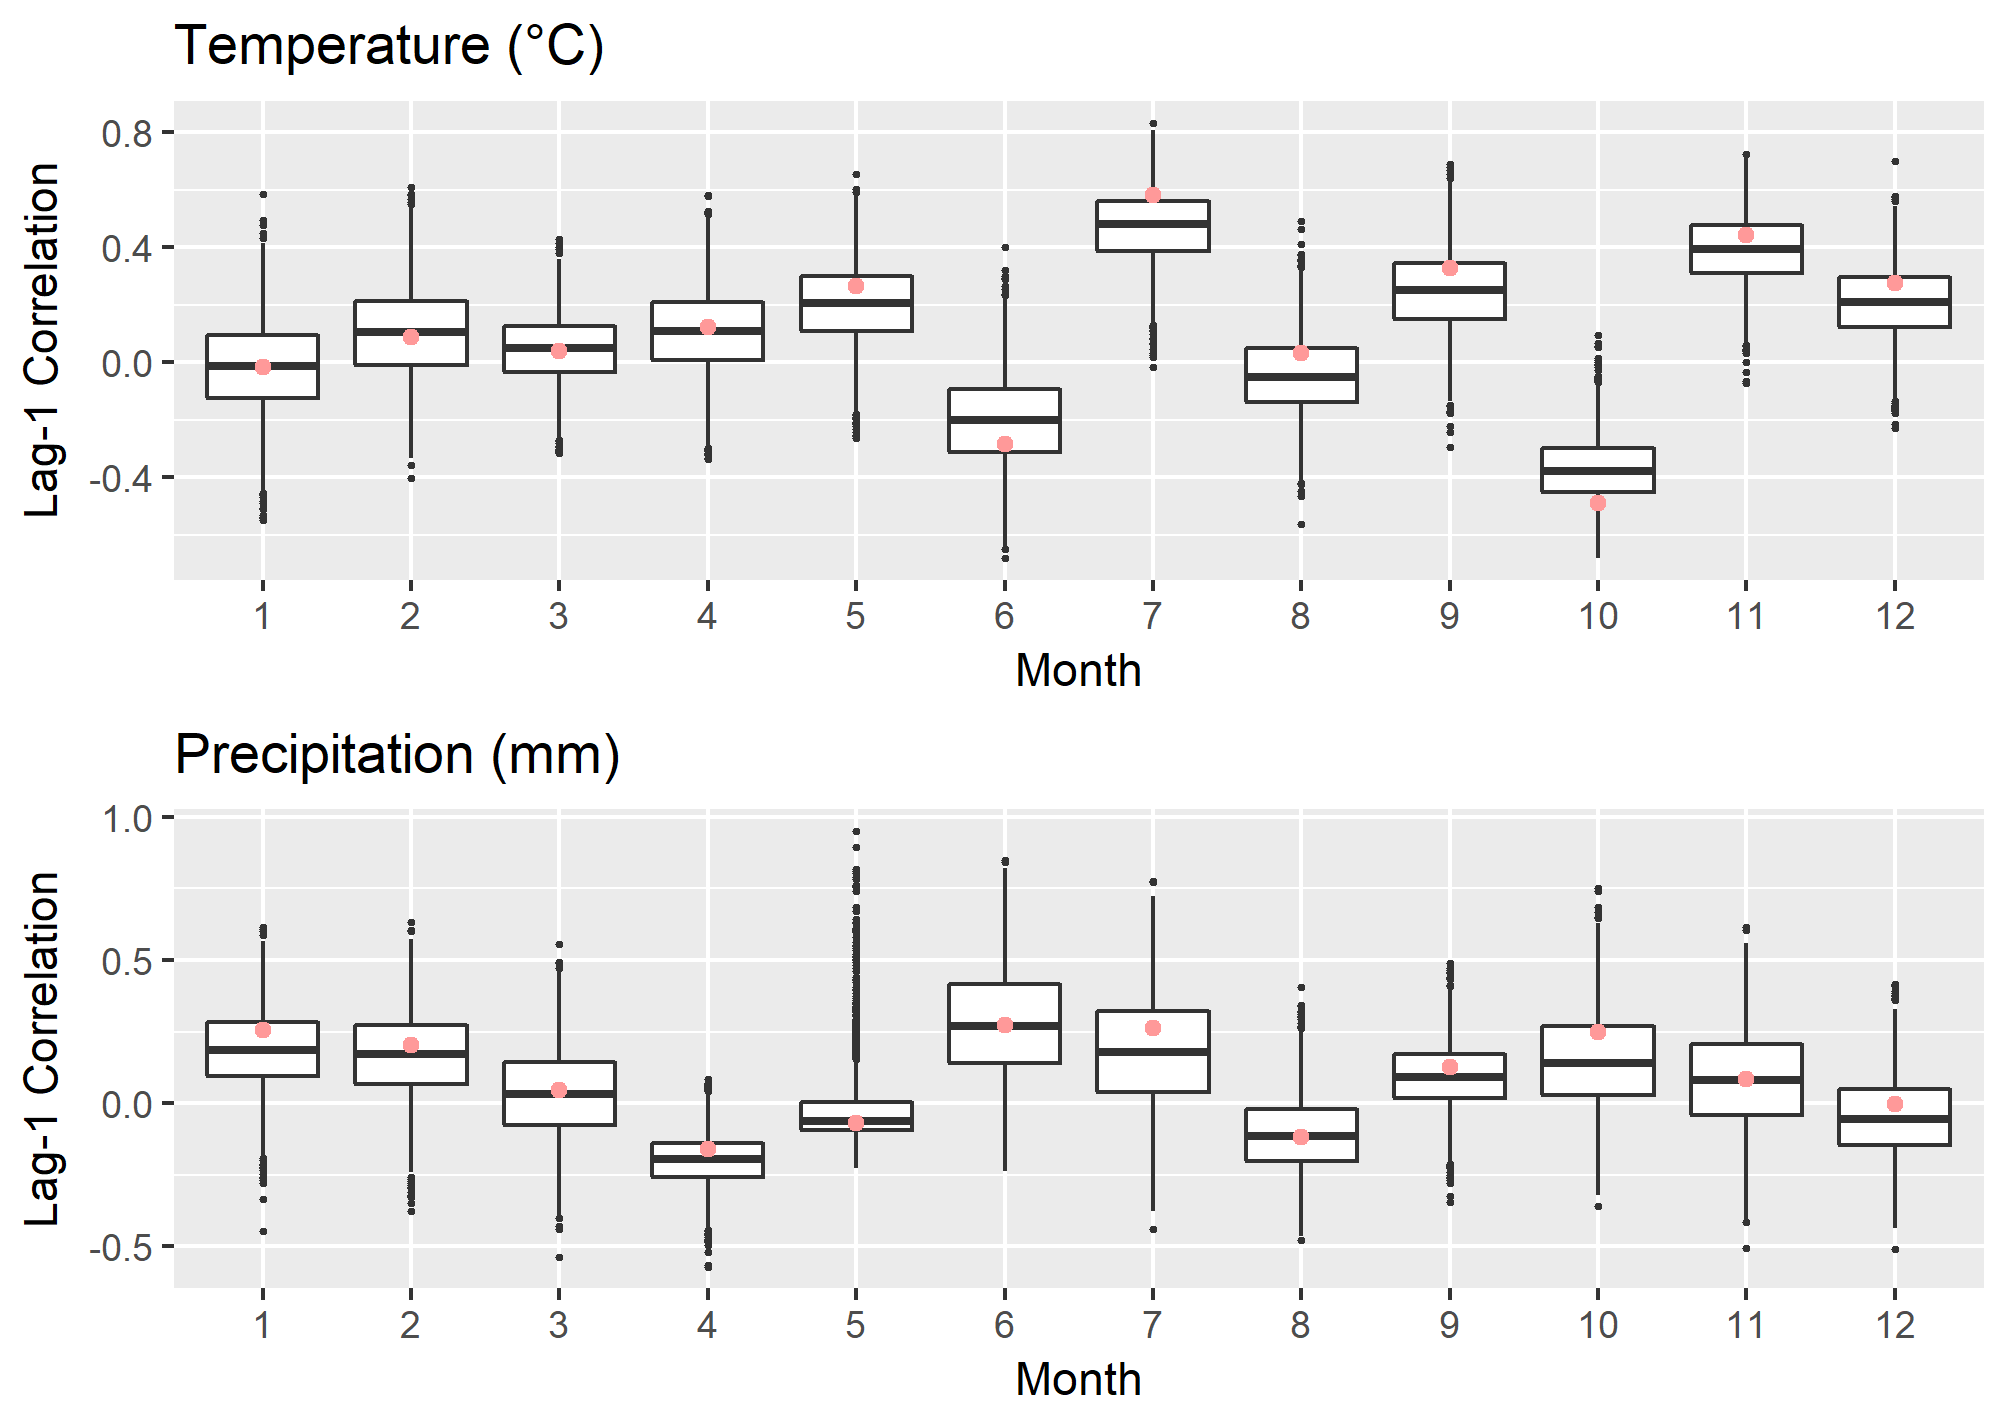 Temperature (°C)
Lag-1 Correlation
0.8
0.4
0.0
-0.4
1 2 3 4 5 6 7 8 9 10 11 12
Month
Precipitation (mm)
Lag-1 Correlation
1.0
0.5
0.0
-0.5
1 2 3 4 5 6 7 8 9 10 11 12
Month